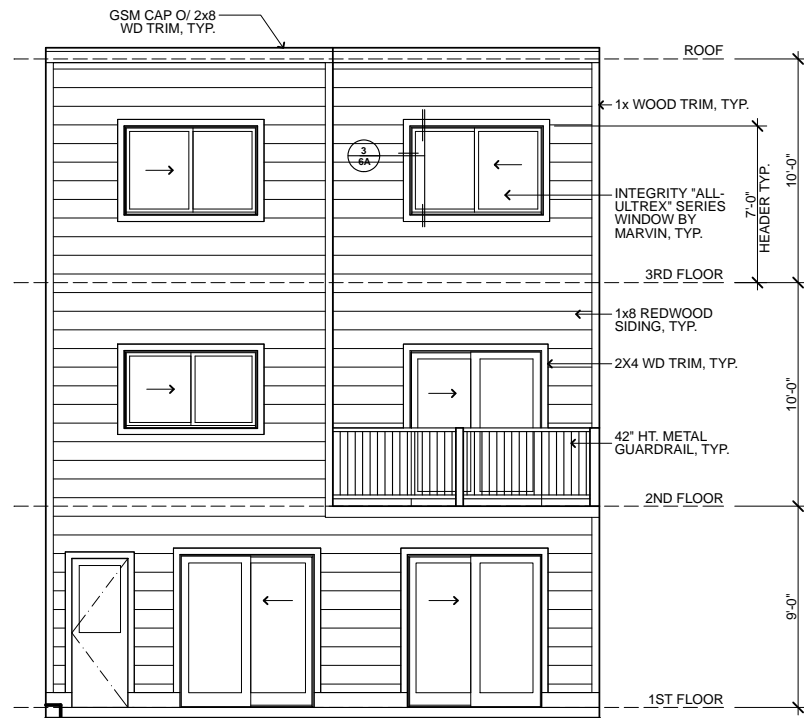 GSM CAP O/ 2x8
WD TRIM, TYP.
ROOF
1x WOOD TRIM, TYP.
3
6A
INTEGRITY "ALL-
ULTREX" SERIES
WINDOW BY
MARVIN, TYP.
7'-0"
HEADER TYP.
10'-0"
3RD FLOOR
1x8 REDWOOD
SIDING, TYP.
2X4 WD TRIM, TYP.
10'-0"
42" HT. METAL
GUARDRAIL, TYP.
2ND FLOOR
9'-0"
1ST FLOOR